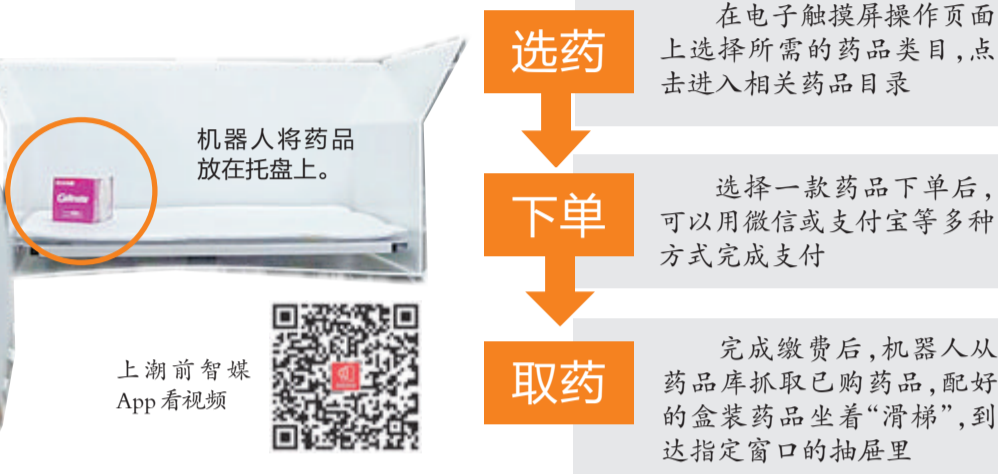 机器人将药品
放在托盘上。
上潮前智媒
App看视频
选药
在电子触摸屏操作页面
上选择所需的药品类目,点
击进入相关药品目录
下单
选择一款药品下单后,
可以用微信或支付宝等多种
方式完成支付
取药
完成缴费后,机器人从
药品库抓取已购药品,配好
的盒装药品坐着“滑梯”,到
达指定窗口的抽屉里